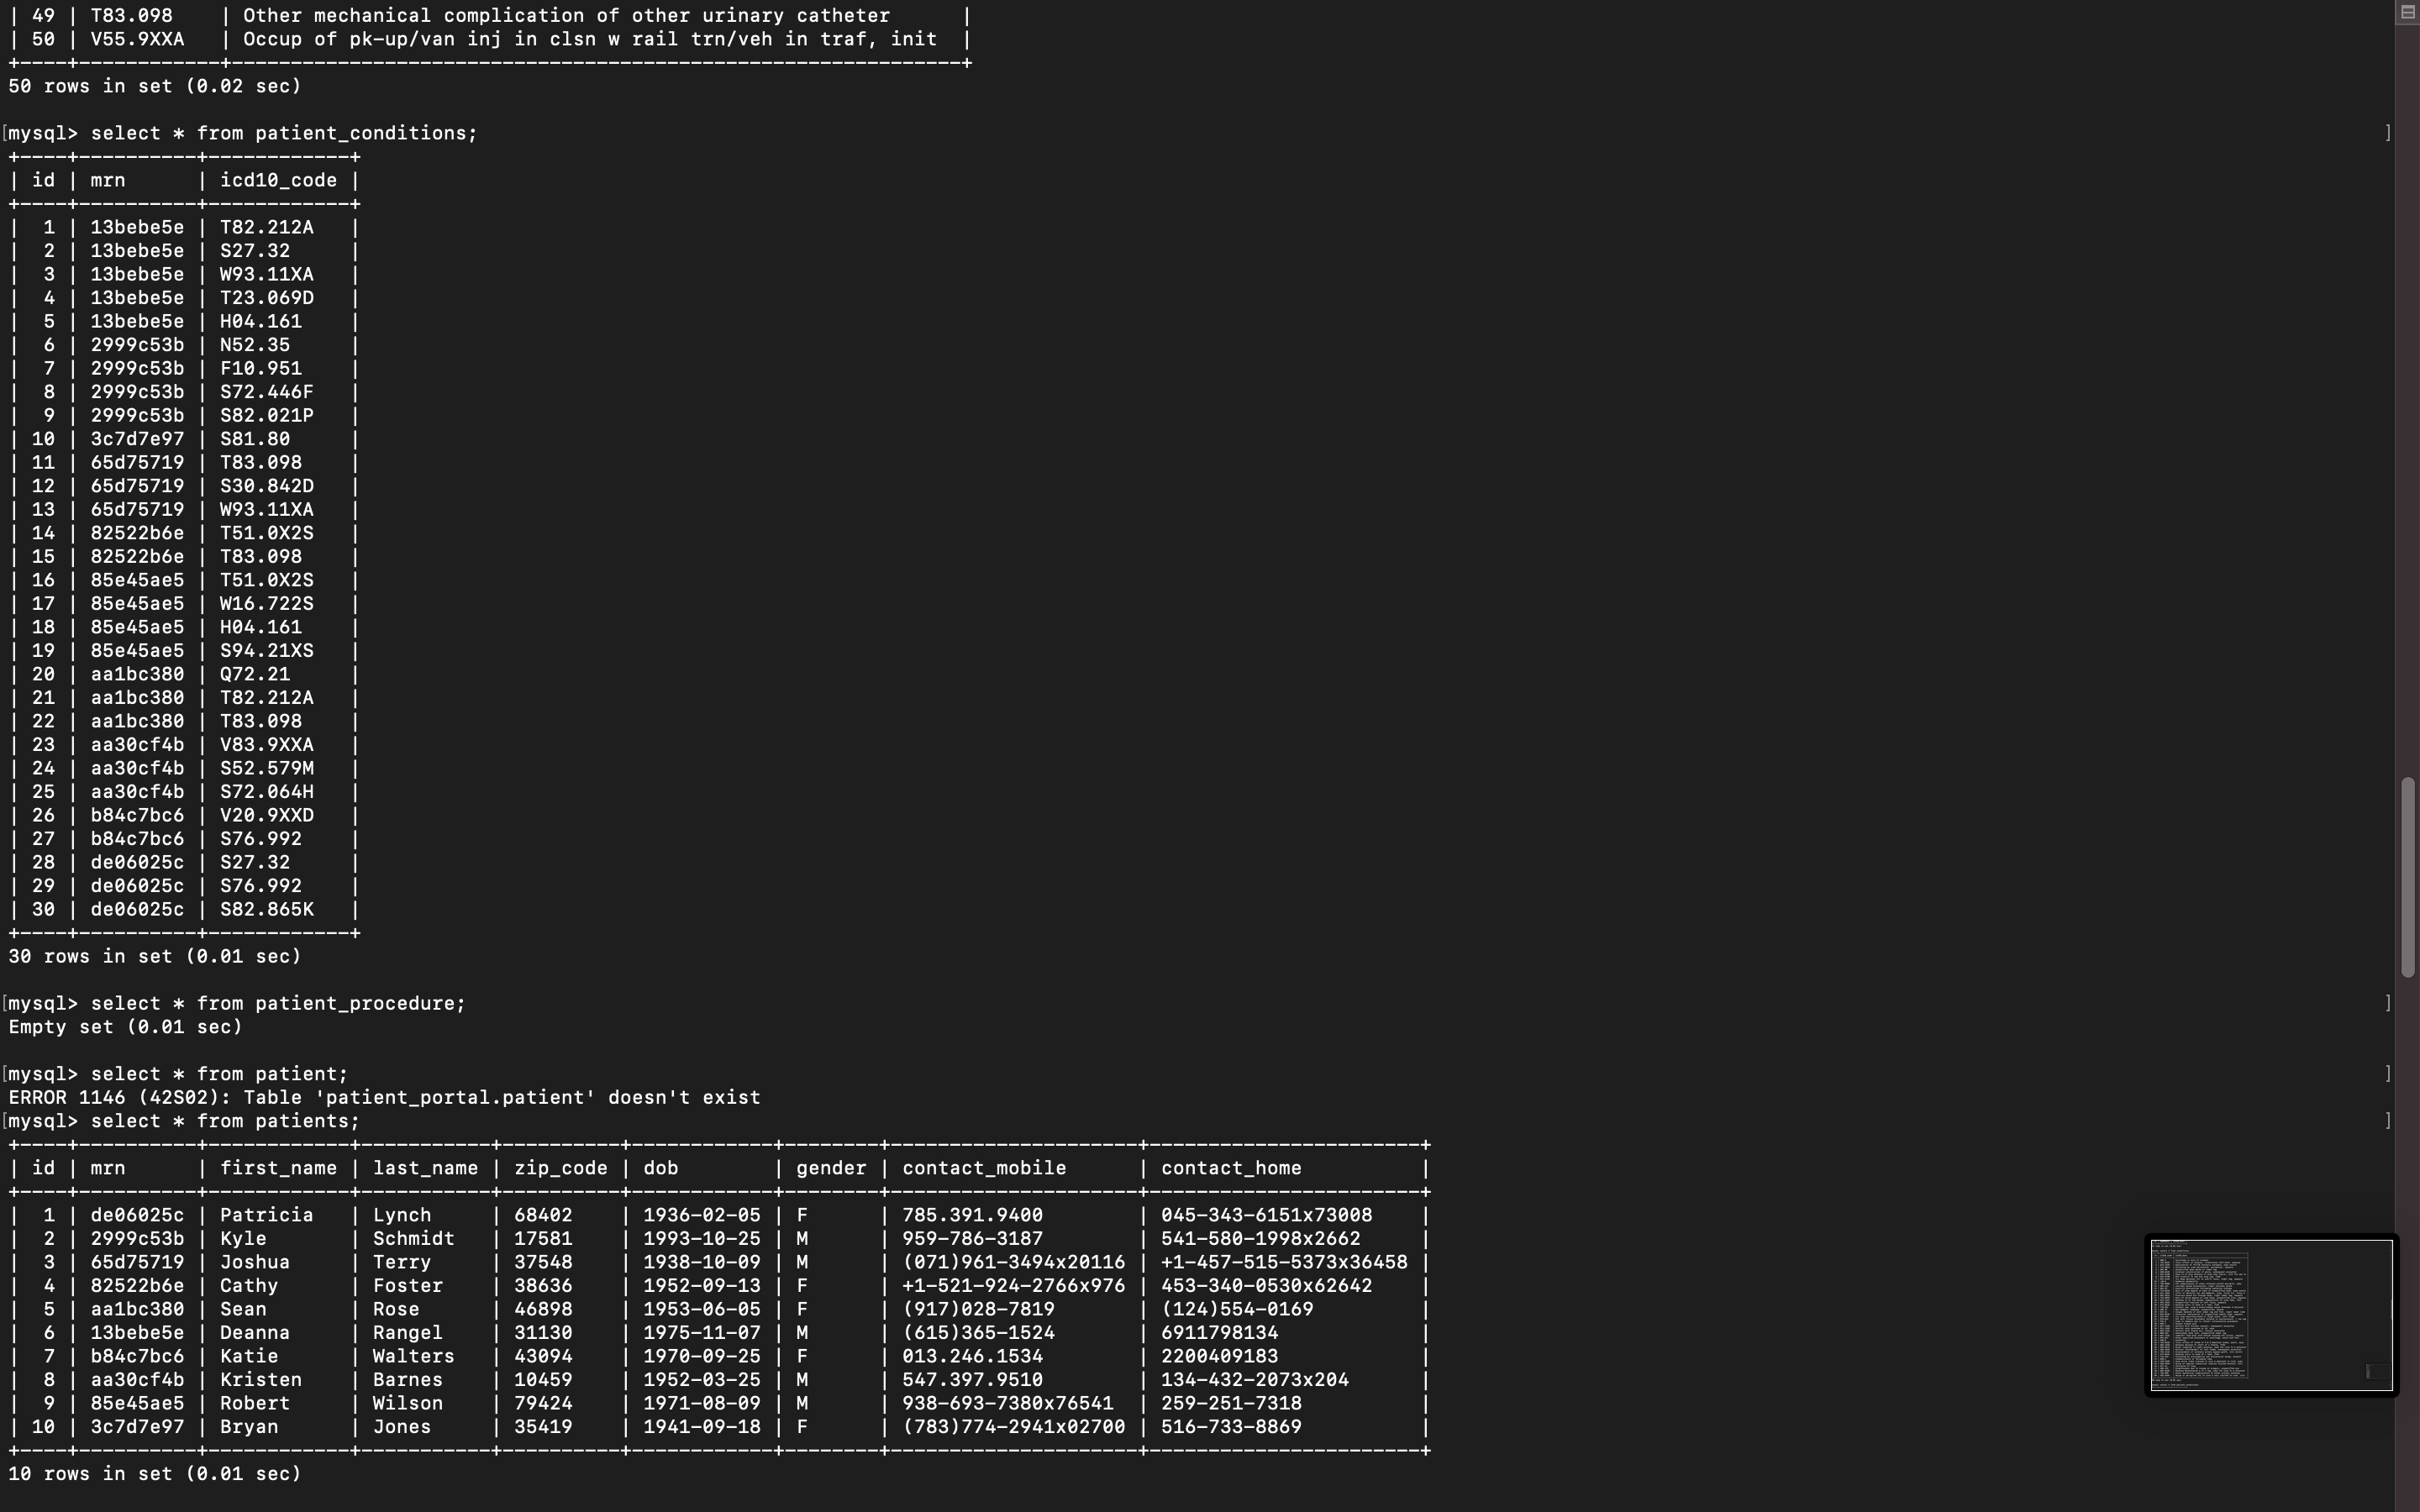 | 49 | T83.098    | Other mechanical complication of other urinary catheter      |
| 50 | V55.9XXA   | Occup of pk-up/van inj in clsn w rail trn/veh in traf, init  |
+----+------------+--------------------------------------------------------------+
50 rows in set (0.02 sec)
[mysql> select * from patient_conditions; ]
+----+----------+------------+
| id | mrn      | icd10_code |
+----+----------+------------+
|  1 | 13bebe5e | T82.212A   |
|  2 | 13bebe5e | S27.32     |
|  3 | 13bebe5e | W93.11XA   |
|  4 | 13bebe5e | T23.069D   |
|  5 | 13bebe5e | H04.161    |
|  6 | 2999c53b | N52.35     |
|  7 | 2999c53b | F10.951    |
|  8 | 2999c53b | S72.446F   |
|  9 | 2999c53b | S82.021P   |
| 10 | 3c7d7e97 | S81.80     |
| 11 | 65d75719 | T83.098    |
| 12 | 65d75719 | S30.842D   |
| 13 | 65d75719 | W93.11XA   |
| 14 | 82522b6e | T51.0X2S   |
| 15 | 82522b6e | T83.098    |
| 16 | 85e45ae5 | T51.0X2S   |
| 17 | 85e45ae5 | W16.722S   |
| 18 | 85e45ae5 | H04.161    |
| 19 | 85e45ae5 | S94.21XS   |
| 20 | aa1bc380 | Q72.21     |
| 21 | aa1bc380 | T82.212A   |
| 22 | aa1bc380 | T83.098    |
| 23 | aa30cf4b | V83.9XXA   |
| 24 | aa30cf4b | S52.579M   |
| 25 | aa30cf4b | S72.064H   |
| 26 | b84c7bc6 | V20.9XXD   |
| 27 | b84c7bc6 | S76.992    |
| 28 | de06025c | S27.32     |
| 29 | de06025c | S76.992    |
| 30 | de06025c | S82.865K   |
+----+----------+------------+
30 rows in set (0.01 sec)
[mysql> select * from patient_procedure; ]
Empty set (0.01 sec)
[mysql> select * from patient; ]
ERROR 1146 (42S02): Table 'patient_portal.patient' doesn't exist
[mysql> select * from patients; ]
+----+----------+------------+-----------+----------+------------+--------+---------------------+-----------------------+
| id | mrn      | first_name | last_name | zip_code | dob        | gender | contact_mobile      | contact_home          |
+----+----------+------------+-----------+----------+------------+--------+---------------------+-----------------------+
|  1 | de06025c | Patricia   | Lynch     | 68402    | 1936-02-05 | F      | 785.391.9400        | 045-343-6151x73008    |
|  2 | 2999c53b | Kyle       | Schmidt   | 17581    | 1993-10-25 | M      | 959-786-3187        | 541-580-1998x2662     |
|  3 | 65d75719 | Joshua     | Terry     | 37548    | 1938-10-09 | M      | (071)961-3494x20116 | +1-457-515-5373x36458 |
|  4 | 82522b6e | Cathy      | Foster    | 38636    | 1952-09-13 | F      | +1-521-924-2766x976 | 453-340-0530x62642    |
|  5 | aa1bc380 | Sean       | Rose      | 46898    | 1953-06-05 | F      | (917)028-7819       | (124)554-0169         |
|  6 | 13bebe5e | Deanna     | Rangel    | 31130    | 1975-11-07 | M      | (615)365-1524       | 6911798134            |
|  7 | b84c7bc6 | Katie      | Walters   | 43094    | 1970-09-25 | F      | 013.246.1534        | 2200409183            |
|  8 | aa30cf4b | Kristen    | Barnes    | 10459    | 1952-03-25 | M      | 547.397.9510        | 134-432-2073x204      |
|  9 | 85e45ae5 | Robert     | Wilson    | 79424    | 1971-08-09 | M      | 938-693-7380x76541  | 259-251-7318          |
| 10 | 3c7d7e97 | Bryan      | Jones     | 35419    | 1941-09-18 | F      | (783)774-2941x02700 | 516-733-8869          |
+----+----------+------------+-----------+----------+------------+--------+---------------------+-----------------------+
10 rows in set (0.01 sec)